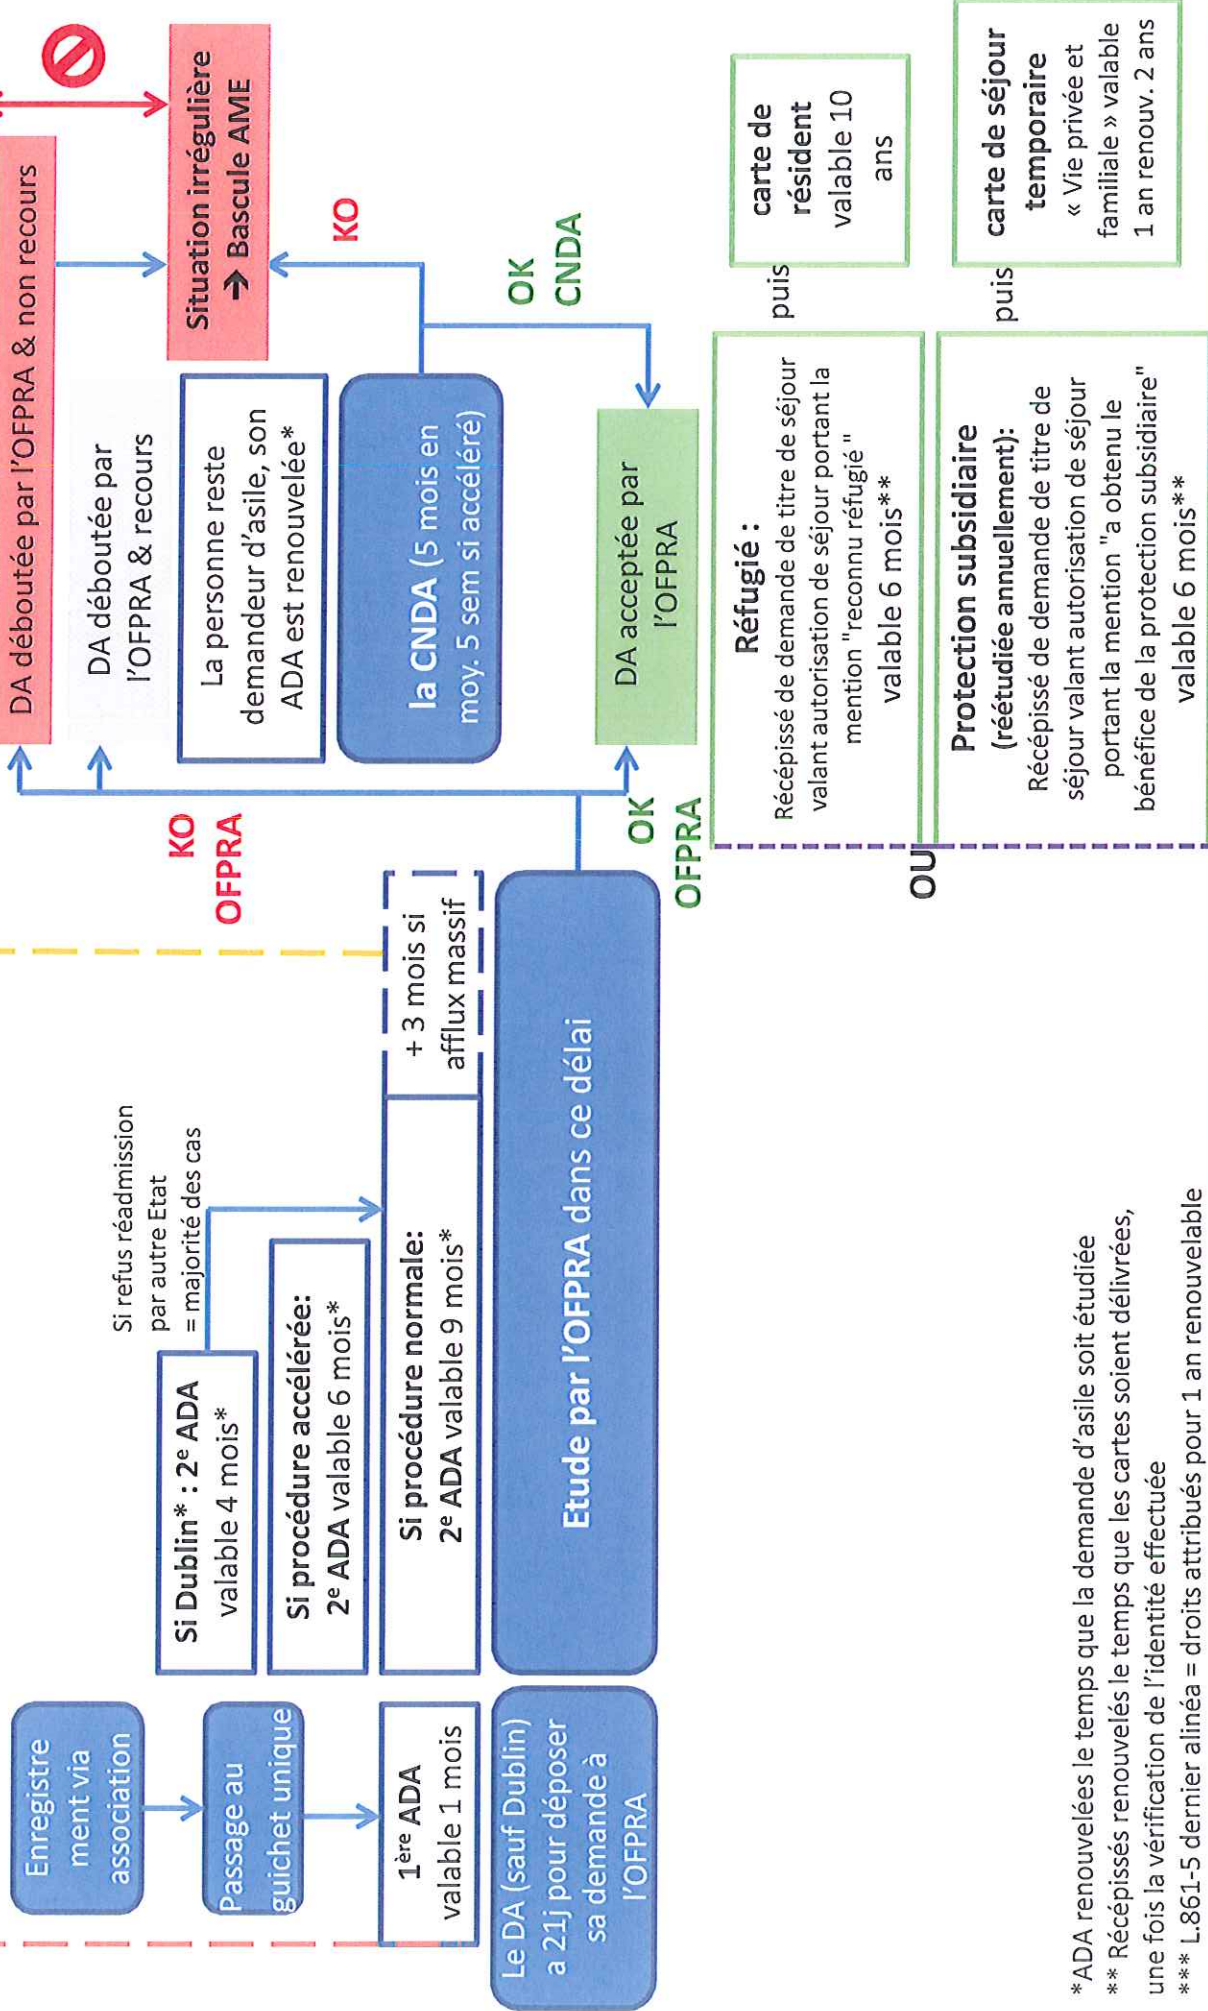 Enregistre
ment via
association
Passage au
guichet unique
1ère ADA
valable 1 mois
Le DA (sauf Dublin)
a 21j pour déposer
sa demande à
l'OFPRA
Si refus réadmission
par autre Etat
= majorité des cas
Si Dublin* : 2e ADA
valable 4 mois*
Si procédure accélérée:
2e ADA valable 6 mois*
Si procédure normale:
2e ADA valable 9 mois*
+ 3 mois si
afflux massif
Etude par l'OFPRA dans ce délai
KO
OFPRA
OK
OFPRA
DA déboutée par l'OFPRA & non recours
DA déboutée par
l'OFPRA & recours
La personne reste
demandeur d'asile, son
ADA est renouvelée*
la CNDA (5 mois en
moy. 5 sem si accéléré)
DA acceptée par
l'OFPRA
Situation irrégulière
➔ Bascule AME
KO
OK
CNDA
Réfugié :
Récépissé de demande de titre de séjour
valant autorisation de séjour portant la
mention "reconnu réfugié "
valable 6 mois**
puis
carte de
résident
valable 10
ans
OU
Protection subsidiaire
(réétudiée annuellement):
Récépissé de demande de titre de
séjour valant autorisation de séjour
portant la mention "a obtenu le
bénéfice de la protection subsidiaire"
valable 6 mois**
puis
carte de séjour
temporaire
« Vie privée et
familiale » valable
1 an renouv. 2 ans
*ADA renouvelées le temps que la demande d'asile soit étudiée
** Récépissés renouvelés le temps que les cartes soient délivrées,
une fois la vérification de l'identité effectuée
*** L.861-5 dernier alinéa = droits attribués pour 1 an renouvelable